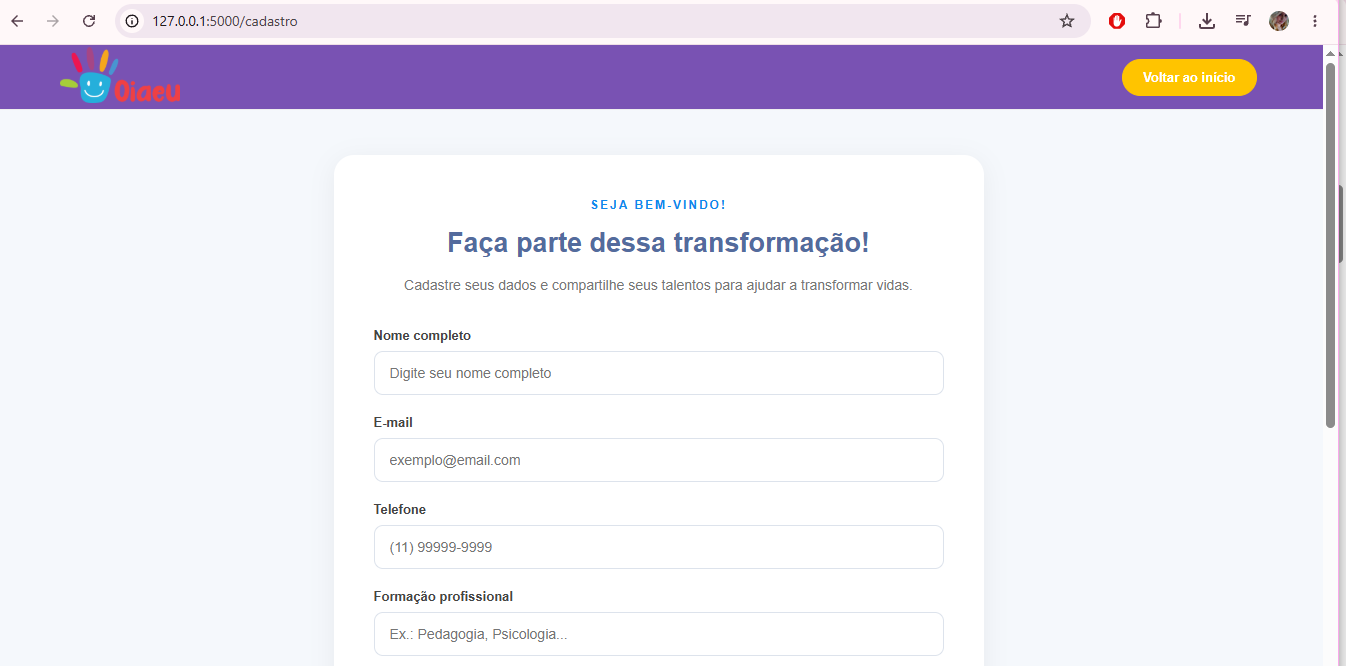 127.0.0.1:5000/cadastro
Oiaeu
Voltar ao início
SEJA BEM-VINDO!
Faça parte dessa transformação!
Cadastre seus dados e compartilhe seus talentos para ajudar a transformar vidas.
Nome completo
Digite seu nome completo
E-mail
exemplo@email.com
Telefone
(11) 99999-9999
Formação profissional
Ex.: Pedagogia, Psicologia...